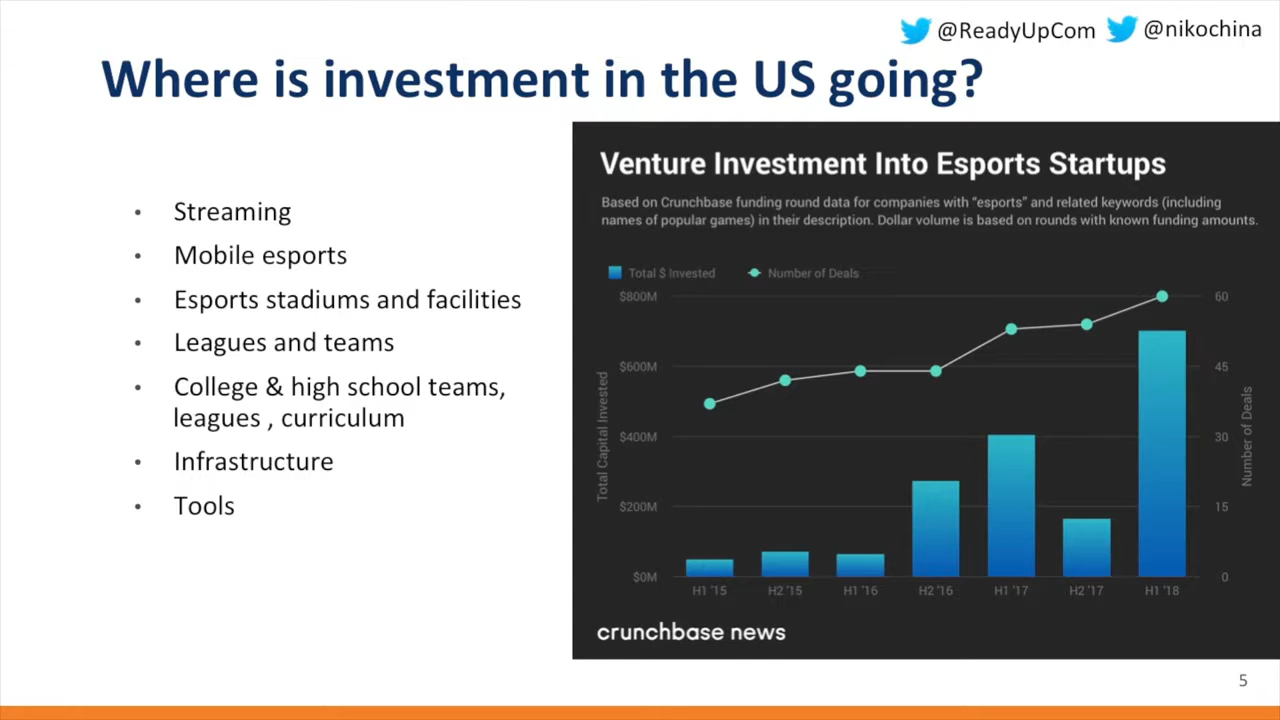 @ReadyUpCom @nikochina
Where is investment in the US going?
• Streaming
• Mobile esports
• Esports stadiums and facilities
• Leagues and teams
• College & high school teams,
leagues , curriculum
• Infrastructure
• Tools
Venture Investment Into Esports Startups
Based on Crunchbase funding round data for companies with “esports” and related keywords (including
names of popular games) in their description. Dollar volume is based on rounds with known funding amounts.
Total $ Invested Number of Deals
Total Capital Invested
$800M
$600M
$400M
$200M
$0M
60
45
30
15
0
Number of Deals
H1 '15 H2 '15 H1 '16 H2 '16 H1 '17 H2 '17 H1 '18
crunchbase news
5